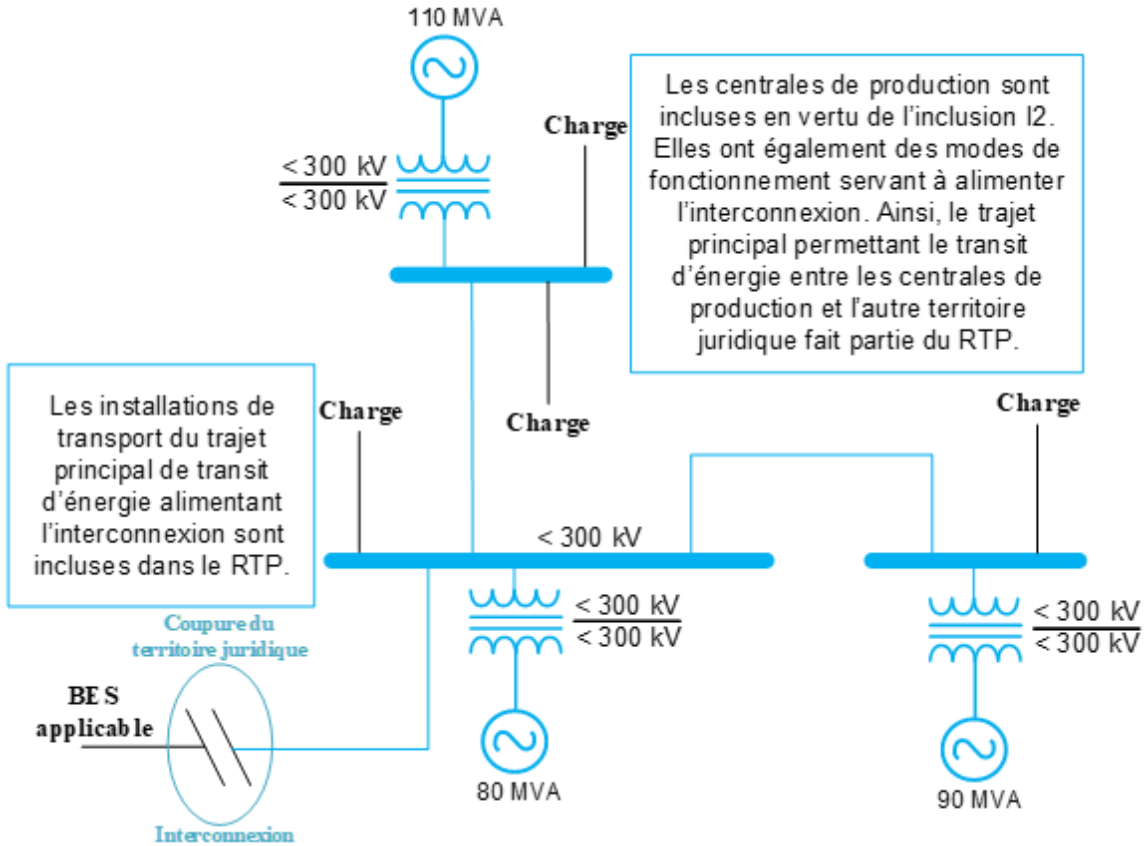 110 MVA
Les centrales de production sont
incluses en vertu de l'inclusion I2.
Elles ont également des modes de
fonctionnement servant à alimenter
l'interconnexion. Ainsi, le trajet
principal permettant le transit
d'énergie entre les centrales de
production et l'autre territoire
juridique fait partie du RTP.
Charge
< 300 kV
< 300 kV
Charge
Les installations de
transport du trajet
principal de transit
d'énergie alimentant
l'interconnexion sont
incluses dans le RTP.
Charge
Charge
< 300 kV
< 300 kV
< 300 kV
< 300 kV
< 300 kV
Coupure du
territoire juridique
BES
applicable
Interconnexion
80 MVA
90 MVA